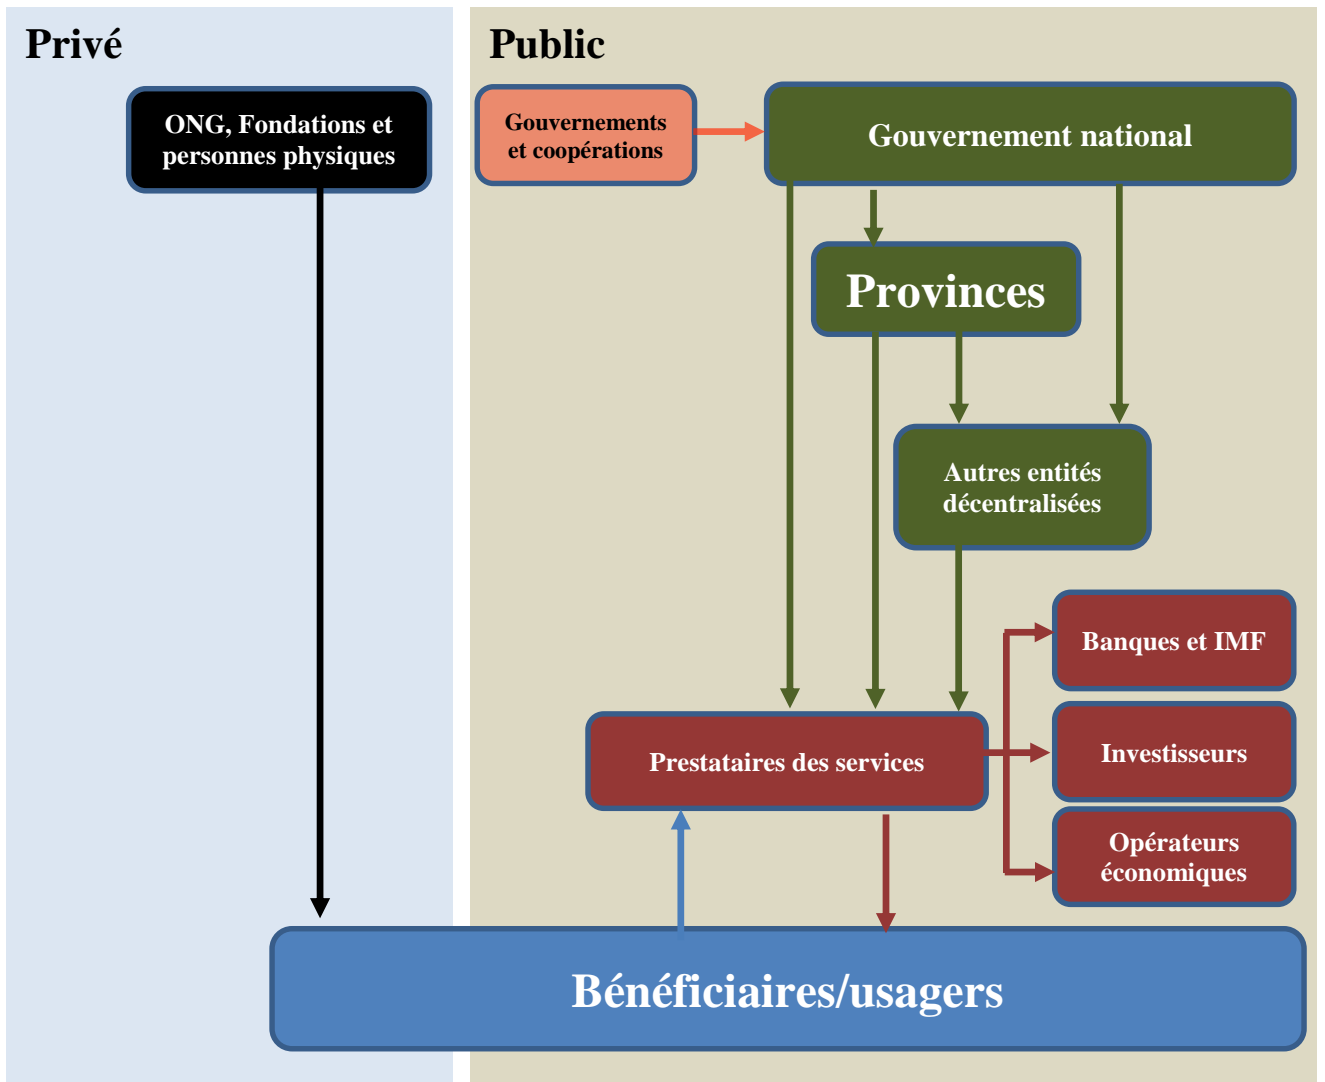 Privé
Public
ONG, Fondations et
personnes physiques
Gouvernements
et coopérations
Gouvernement national
Provinces
Autres entités
décentralisées
Banques et IMF
Prestataires des services
Investisseurs
Opérateurs
économiques
Bénéficiaires/usagers